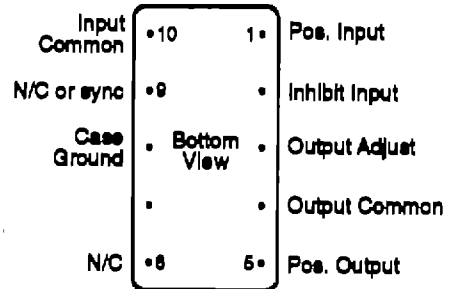 Input Common
•10
1•
Pos. Input
N/C or sync
•9
Inhibit Input
Case Ground
Bottom View
Output Adjust
Output Common
N/C
•6
5•
Pos. Output